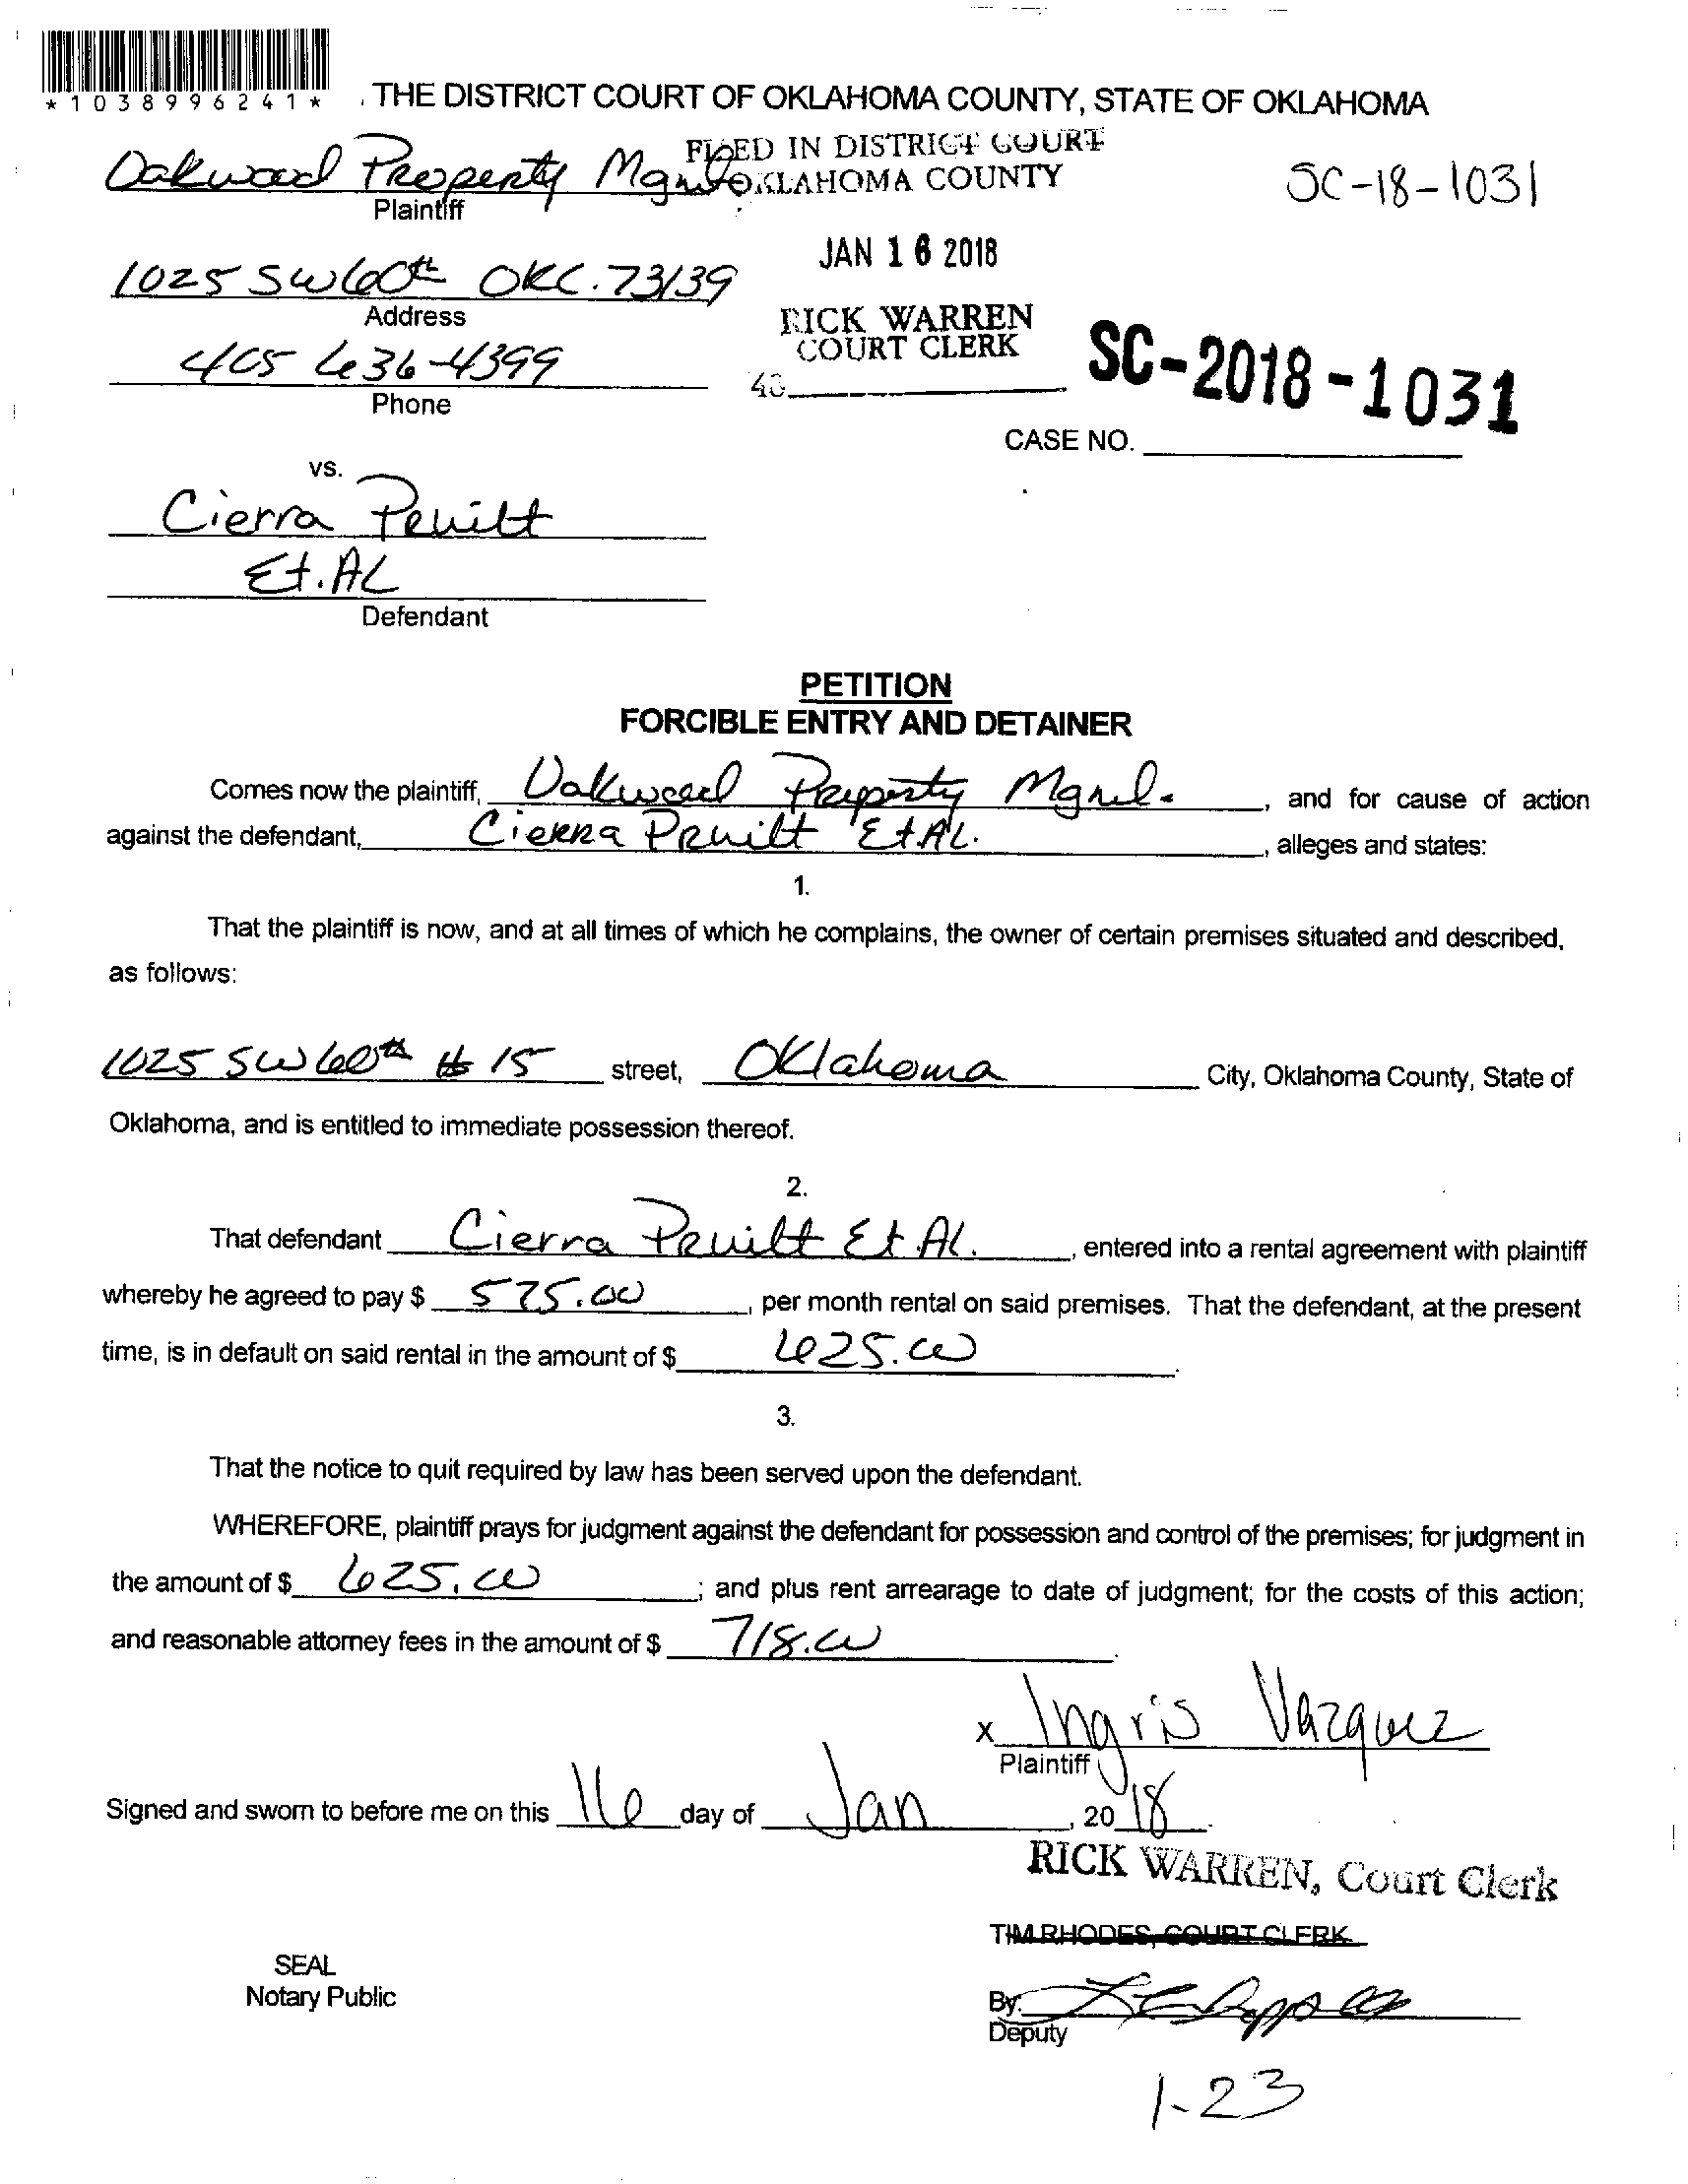 *1038996241*
THE DISTRICT COURT OF OKLAHOMA COUNTY, STATE OF OKLAHOMA
Oakwood Property Mgmt
FILED IN DISTRICT COURT
OKLAHOMA COUNTY
SC-18-1031
Plaintiff
JAN 16 2018
1025 SW 60th OKC. 73139
Address
RICK WARREN
COURT CLERK
405 636-4399
Phone
SC-2018-1031
CASE NO.
vs.
Cierra Pruitt
Et. AL
Defendant
PETITION
FORCIBLE ENTRY AND DETAINER
Comes now the plaintiff, Oakwood Property Mgmt., and for cause of action
against the defendant, Cierra Pruitt Et AL., alleges and states:
1.
That the plaintiff is now, and at all times of which he complains, the owner of certain premises situated and described,
as follows:
1025 SW 60th # 15 street, Oklahoma City, Oklahoma County, State of
Oklahoma, and is entitled to immediate possession thereof.
2.
That defendant Cierra Pruitt Et AL., entered into a rental agreement with plaintiff
whereby he agreed to pay $ 575.00, per month rental on said premises. That the defendant, at the present
time, is in default on said rental in the amount of $ 625.00.
3.
That the notice to quit required by law has been served upon the defendant.
WHEREFORE, plaintiff prays for judgment against the defendant for possession and control of the premises; for judgment in
the amount of $ 625.00; and plus rent arrearage to date of judgment; for the costs of this action;
and reasonable attorney fees in the amount of $ 718.00.
x Ingris Vazquez
Plaintiff
Signed and sworn to before me on this 16 day of Jan, 2018.
RICK WARREN, Court Clerk
TIM RHODES, COURT CLERK
SEAL
Notary Public
By:
Deputy
1-23